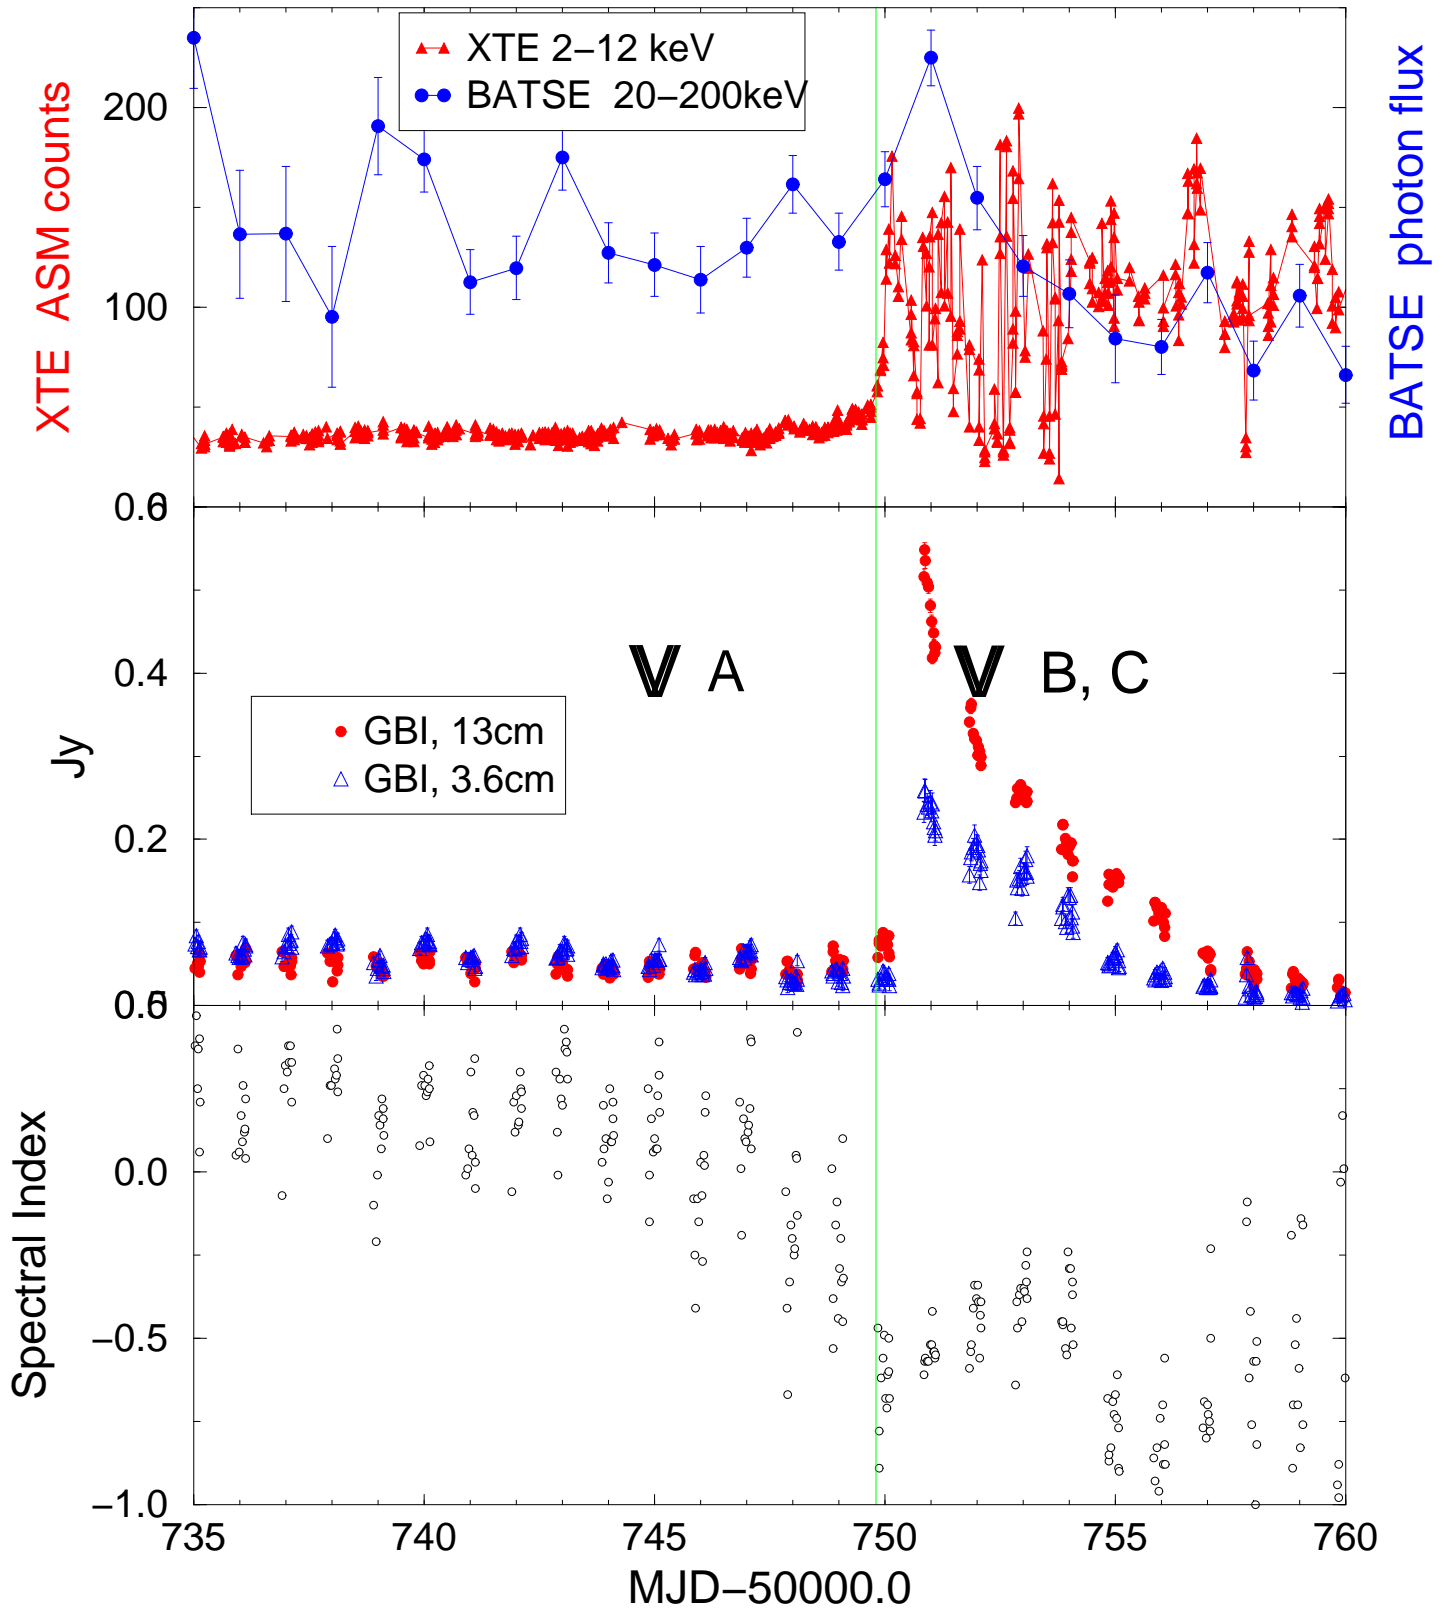 XTE 2–12 keV
BATSE 20–200keV
XTE ASM counts
BATSE photon flux
200
100
0
0.6
V A
V B, C
GBI, 13cm
GBI, 3.6cm
Jy
0.4
0.2
0.0
0.6
Spectral Index
0.0
−0.5
−1.0
735 740 745 750 755 760
MJD−50000.0